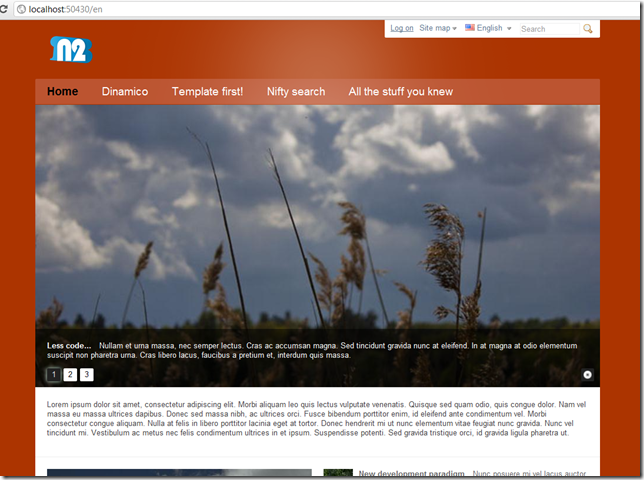 localhost:50430/en
Log on Site map English Search
N2
Home Dinamico Template first! Nifty search All the stuff you knew
Less code... Nullam et urna massa, nec semper lectus. Cras ac accumsan magna. Sed tincidunt gravida nunc at eleifend. In at magna at odio elementum
suscipit non pharetra urna. Cras libero lacus, faucibus a pretium et, interdum quis massa.
1 2 3
Lorem ipsum dolor sit amet, consectetur adipiscing elit. Morbi aliquam leo quis lectus vulputate venenatis. Quisque sed quam odio, quis congue dolor. Nam vel
massa eu massa ultrices dapibus. Donec sed massa nibh, ac ultrices orci. Fusce bibendum porttitor enim, id eleifend ante condimentum vel. Morbi
consectetur congue aliquam. Nulla at felis in libero porttitor lacinia eget at tortor. Donec hendrerit mi ut nunc elementum vitae feugiat nunc gravida. Nunc vel
tincidunt mi. Vestibulum ac metus nec felis condimentum ultrices in et ipsum. Suspendisse potenti. Sed gravida tristique orci, id gravida ligula pharetra ut.
New development paradigm Nunc posuere mi vel lacus auctor